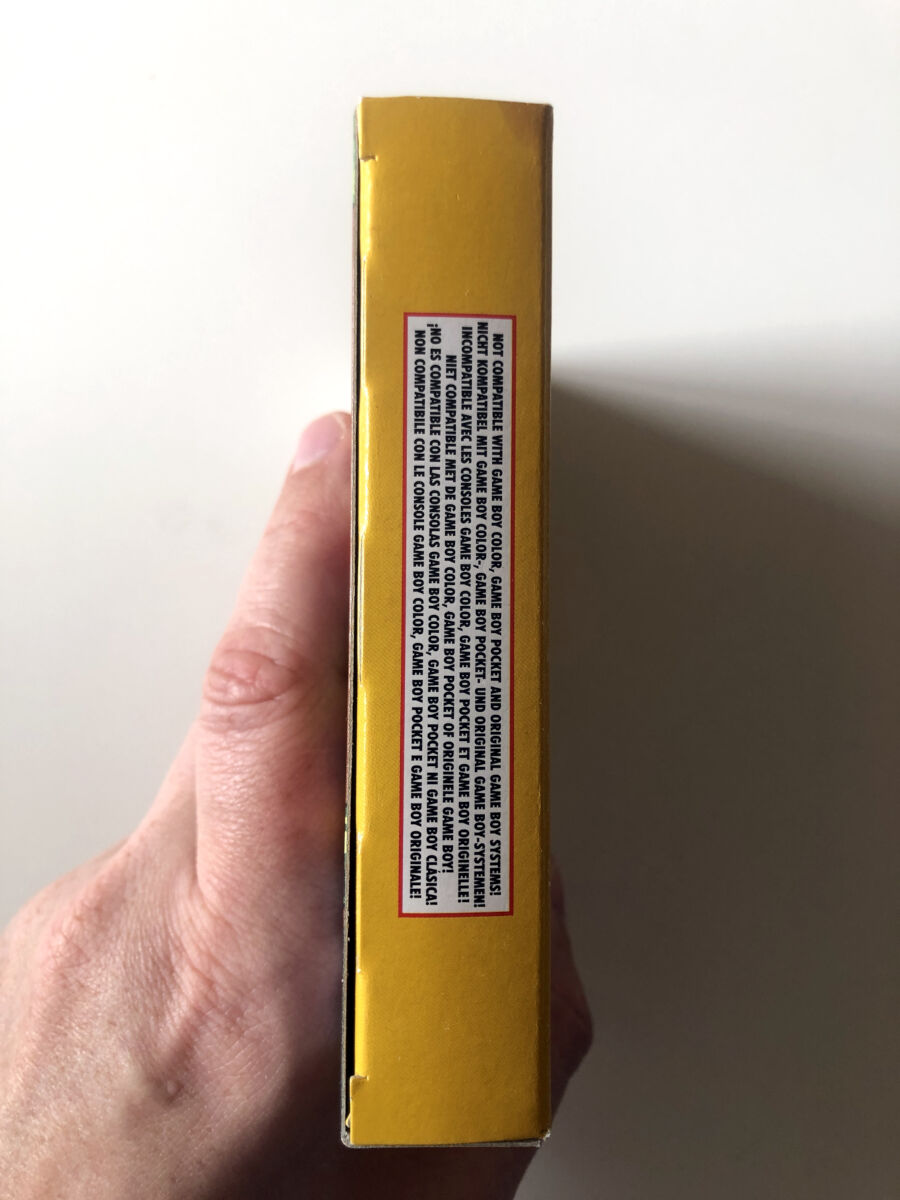 NOT COMPATIBLE WITH GAME BOY COLOR, GAME BOY POCKET AND ORIGINAL GAME BOY SYSTEMS!
NICHT KOMPATIBEL MIT GAME BOY COLOR-, GAME BOY POCKET- UND ORIGINAL GAME BOY-SYSTEMEN!
INCOMPATIBLE AVEC LES CONSOLES GAME BOY COLOR, GAME BOY POCKET ET GAME BOY ORIGINELLE!
NIET COMPATIBLE MET DE GAME BOY COLOR, GAME BOY POCKET OF ORIGINELE GAME BOY!
¡NO ES COMPATIBLE CON LAS CONSOLAS GAME BOY COLOR, GAME BOY POCKET NI GAME BOY CLÁSICA!
NON COMPATIBILE CON LE CONSOLE GAME BOY COLOR, GAME BOY POCKET E GAME BOY ORIGINALE!